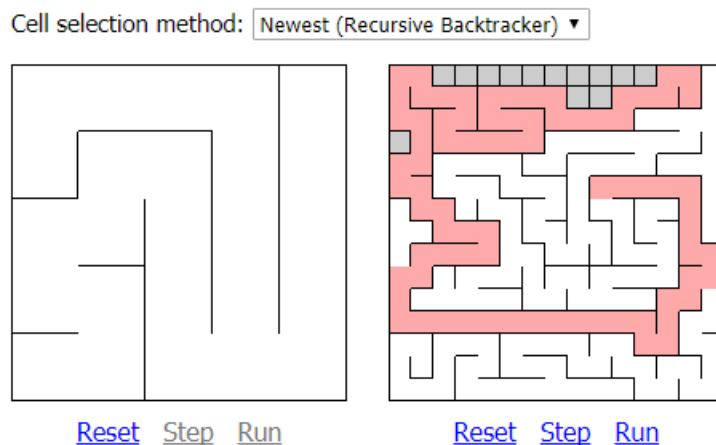 Cell selection method: Newest (Recursive Backtracker) ▼
Reset Step Run Reset Step Run